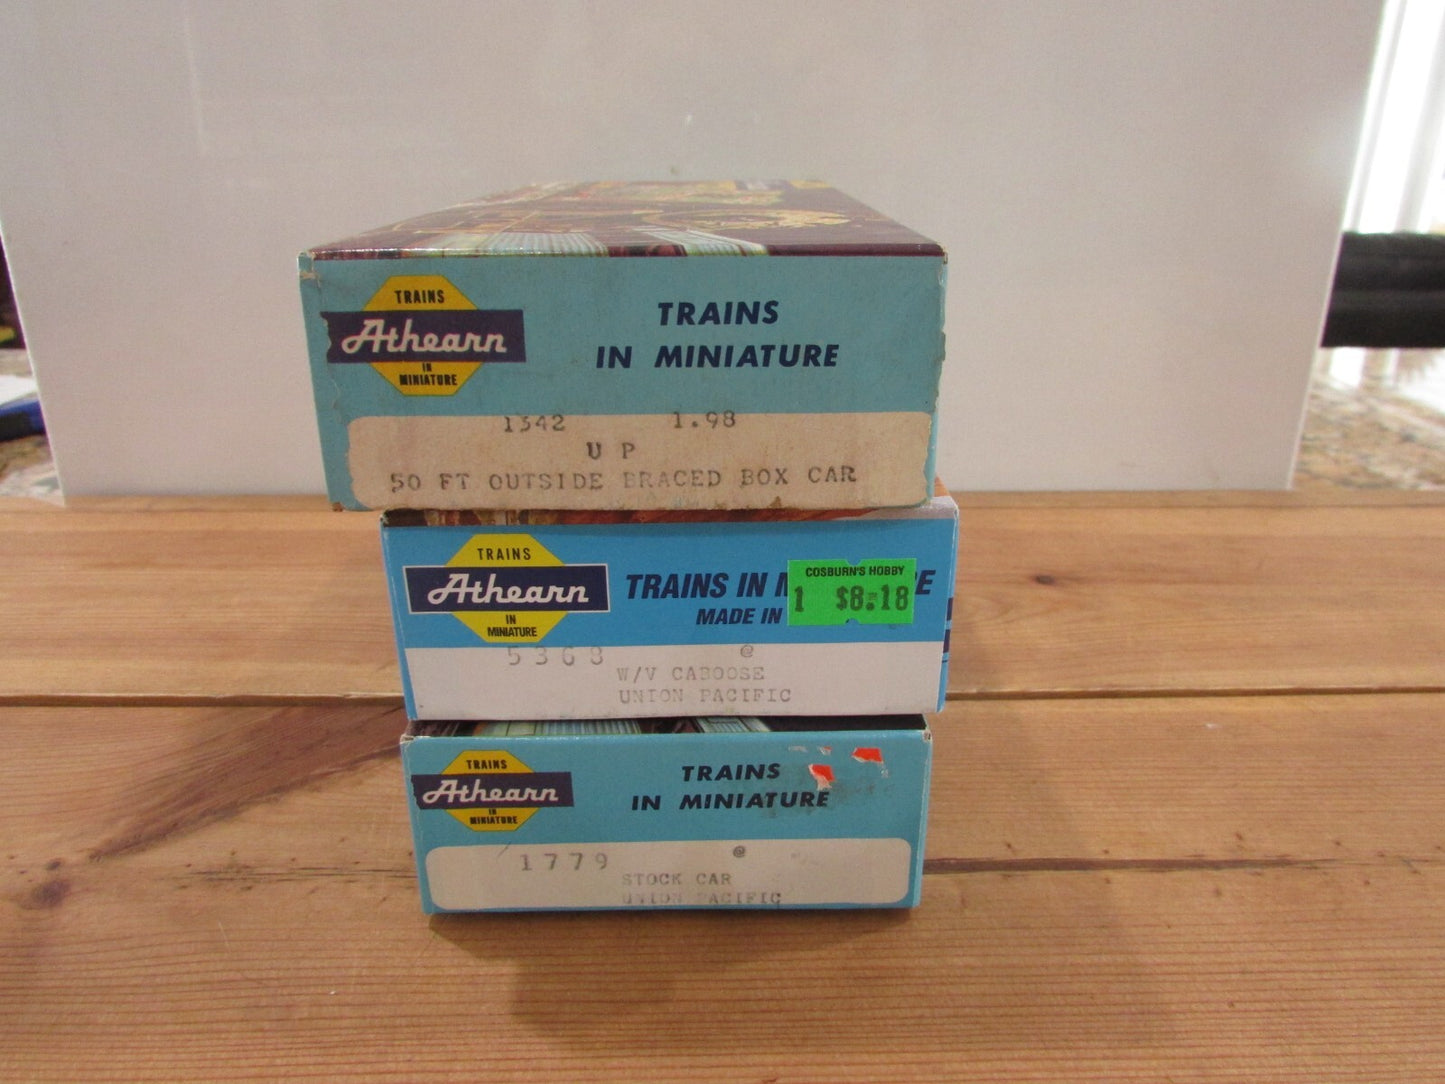 TRAINS
Athearn
IN
MINIATURE
TRAINS
IN MINIATURE
1342 1.98
U P
50 FT OUTSIDE BRACED BOX CAR
TRAINS
Athearn
IN
MINIATURE
TRAINS IN M
RE
MADE IN
COSBURN'S HOBBY
1 $8.18
5368 @
W/V CABOOSE
UNION PACIFIC
TRAINS
Athearn
IN
MINIATURE
TRAINS
IN MINIATURE
1779 @
STOCK CAR
UNION PACIFIC